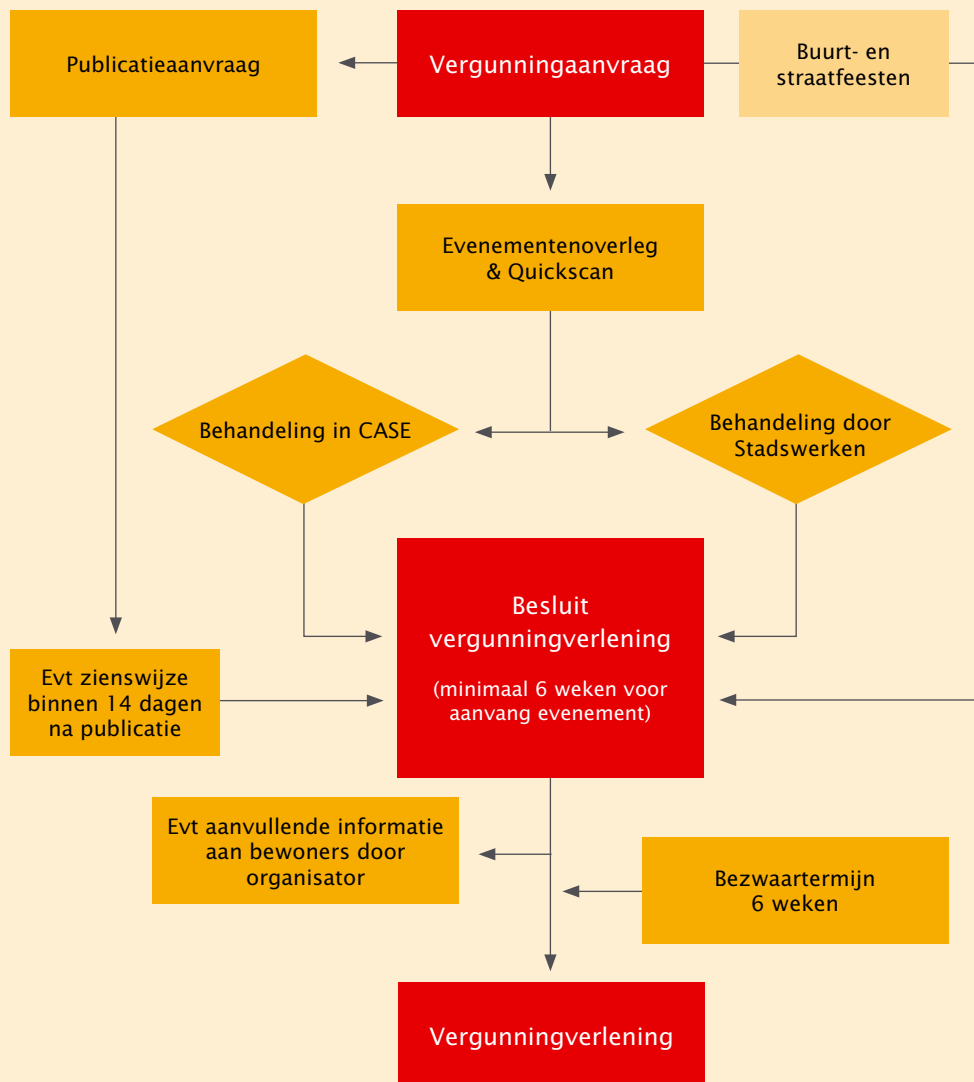 Publicatieaanvraag
Vergunningaanvraag
Buurt- en
straatfeesten
Evenementenoverleg
& Quickscan
Behandeling in CASE
Behandeling door
Stadswerken
Besluit
vergunningverlening
(minimaal 6 weken voor
aanvang evenement)
Evt zienswijze
binnen 14 dagen
na publicatie
Evt aanvullende informatie
aan bewoners door
organisator
Bezwaartermijn
6 weken
Vergunningverlening